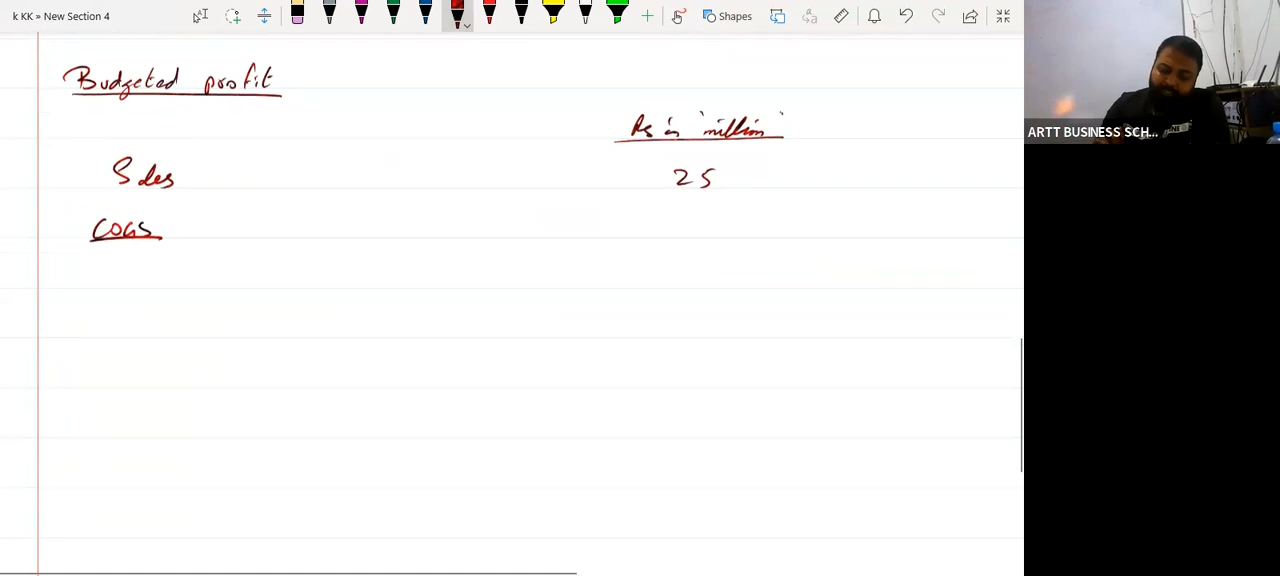 k KK » New Section 4
Shapes
Budgeted profit
Rs in "million"
Sales 25
COGS
ARTT BUSINESS SCH...